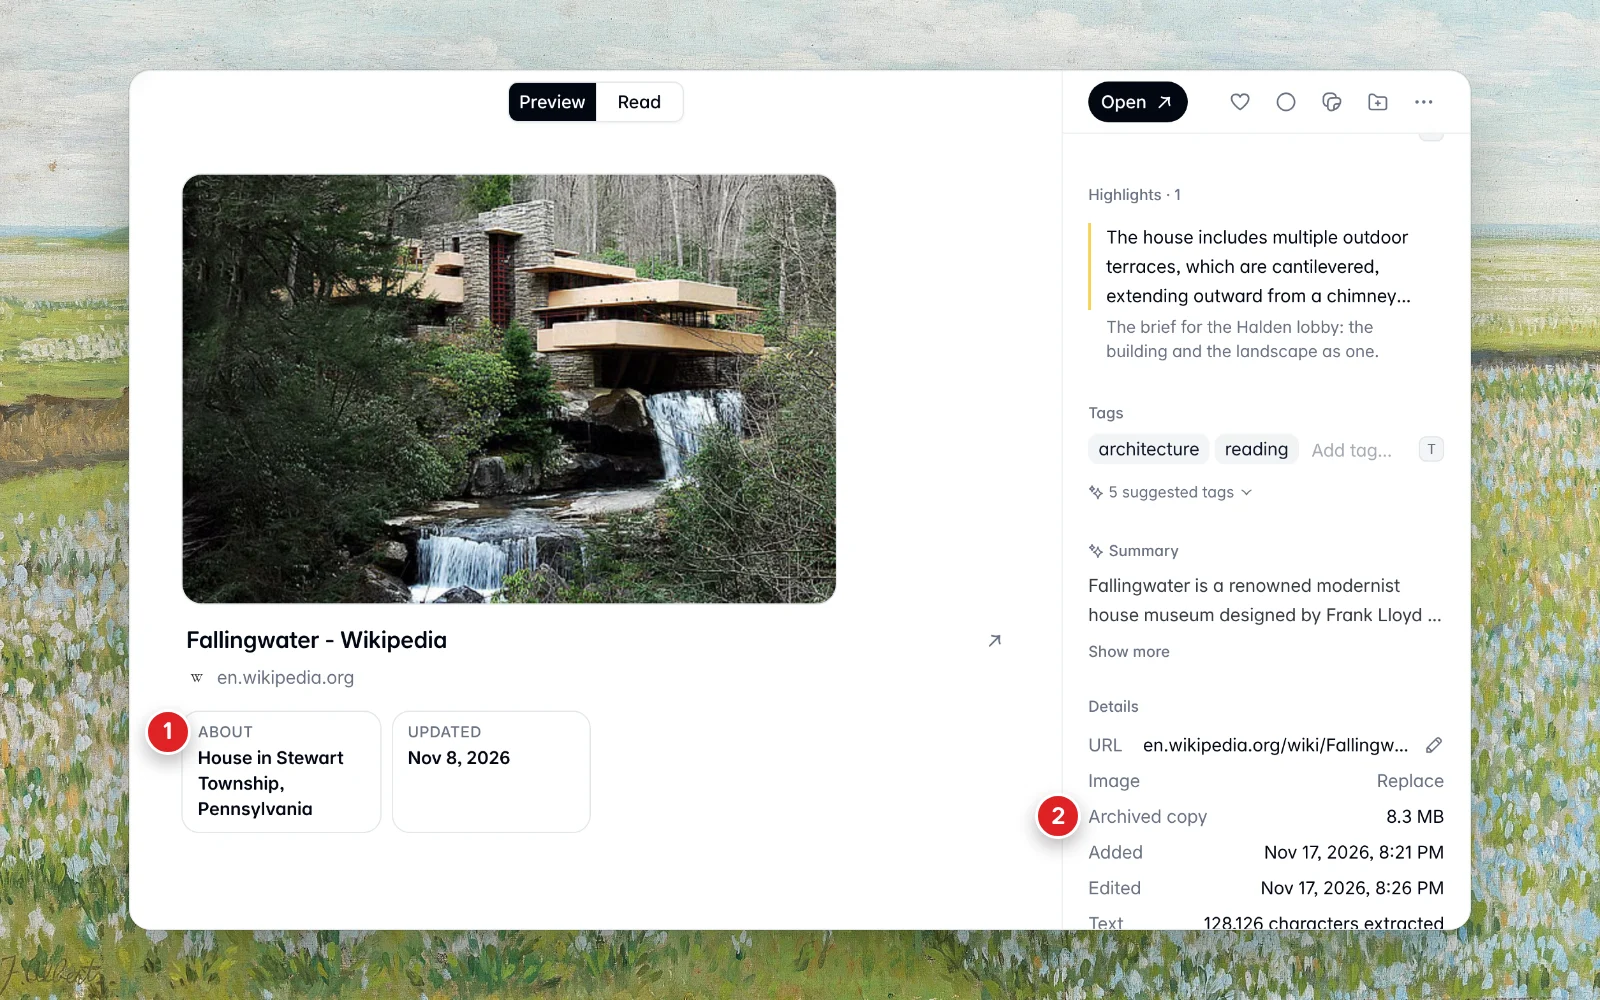 Preview
Read
Fallingwater - Wikipedia
W en.wikipedia.org
1
ABOUT
House in Stewart
Township,
Pennsylvania
UPDATED
Nov 8, 2026
Open
Highlights · 1
The house includes multiple outdoor
terraces, which are cantilevered,
extending outward from a chimney...
The brief for the Halden lobby: the
building and the landscape as one.
Tags
architecture reading Add tag... T
5 suggested tags
Summary
Fallingwater is a renowned modernist
house museum designed by Frank Lloyd ...
Show more
Details
URL en.wikipedia.org/wiki/Fallingw...
Image Replace
2
Archived copy 8.3 MB
Added Nov 17, 2026, 8:21 PM
Edited Nov 17, 2026, 8:26 PM
Text 128,126 characters extracted